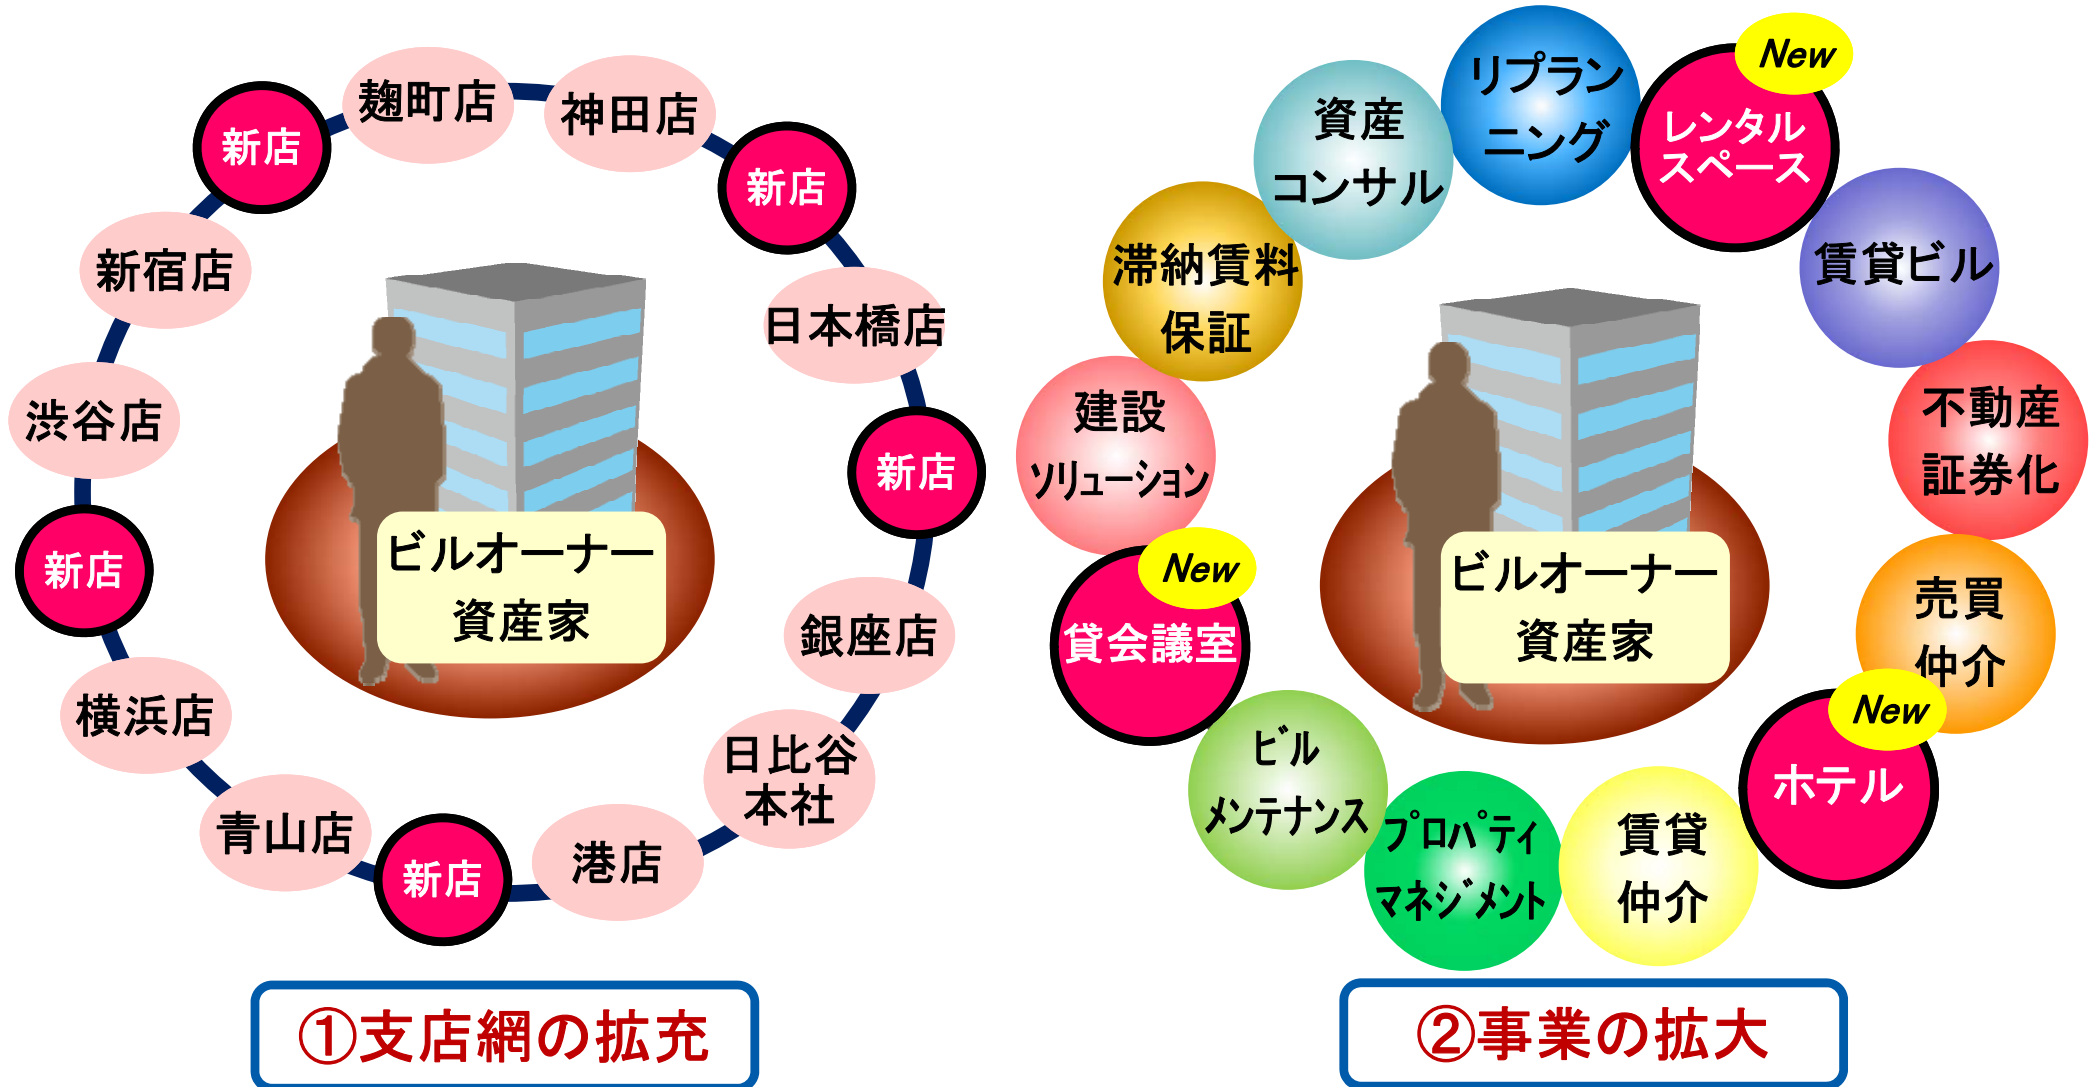 麹町店
神田店
新店
日本橋店
新店
銀座店
日比谷
本社
港店
新店
青山店
横浜店
新店
渋谷店
新宿店
新店
ビルオーナー
資産家
①支店網の拡充
リプラン
ニング
New
レンタル
スペース
賃貸ビル
不動産
証券化
売買
仲介
New
ホテル
賃貸
仲介
プロパティ
マネジメント
ビル
メンテナンス
New
貸会議室
建設
ソリューション
滞納賃料
保証
資産
コンサル
ビルオーナー
資産家
②事業の拡大